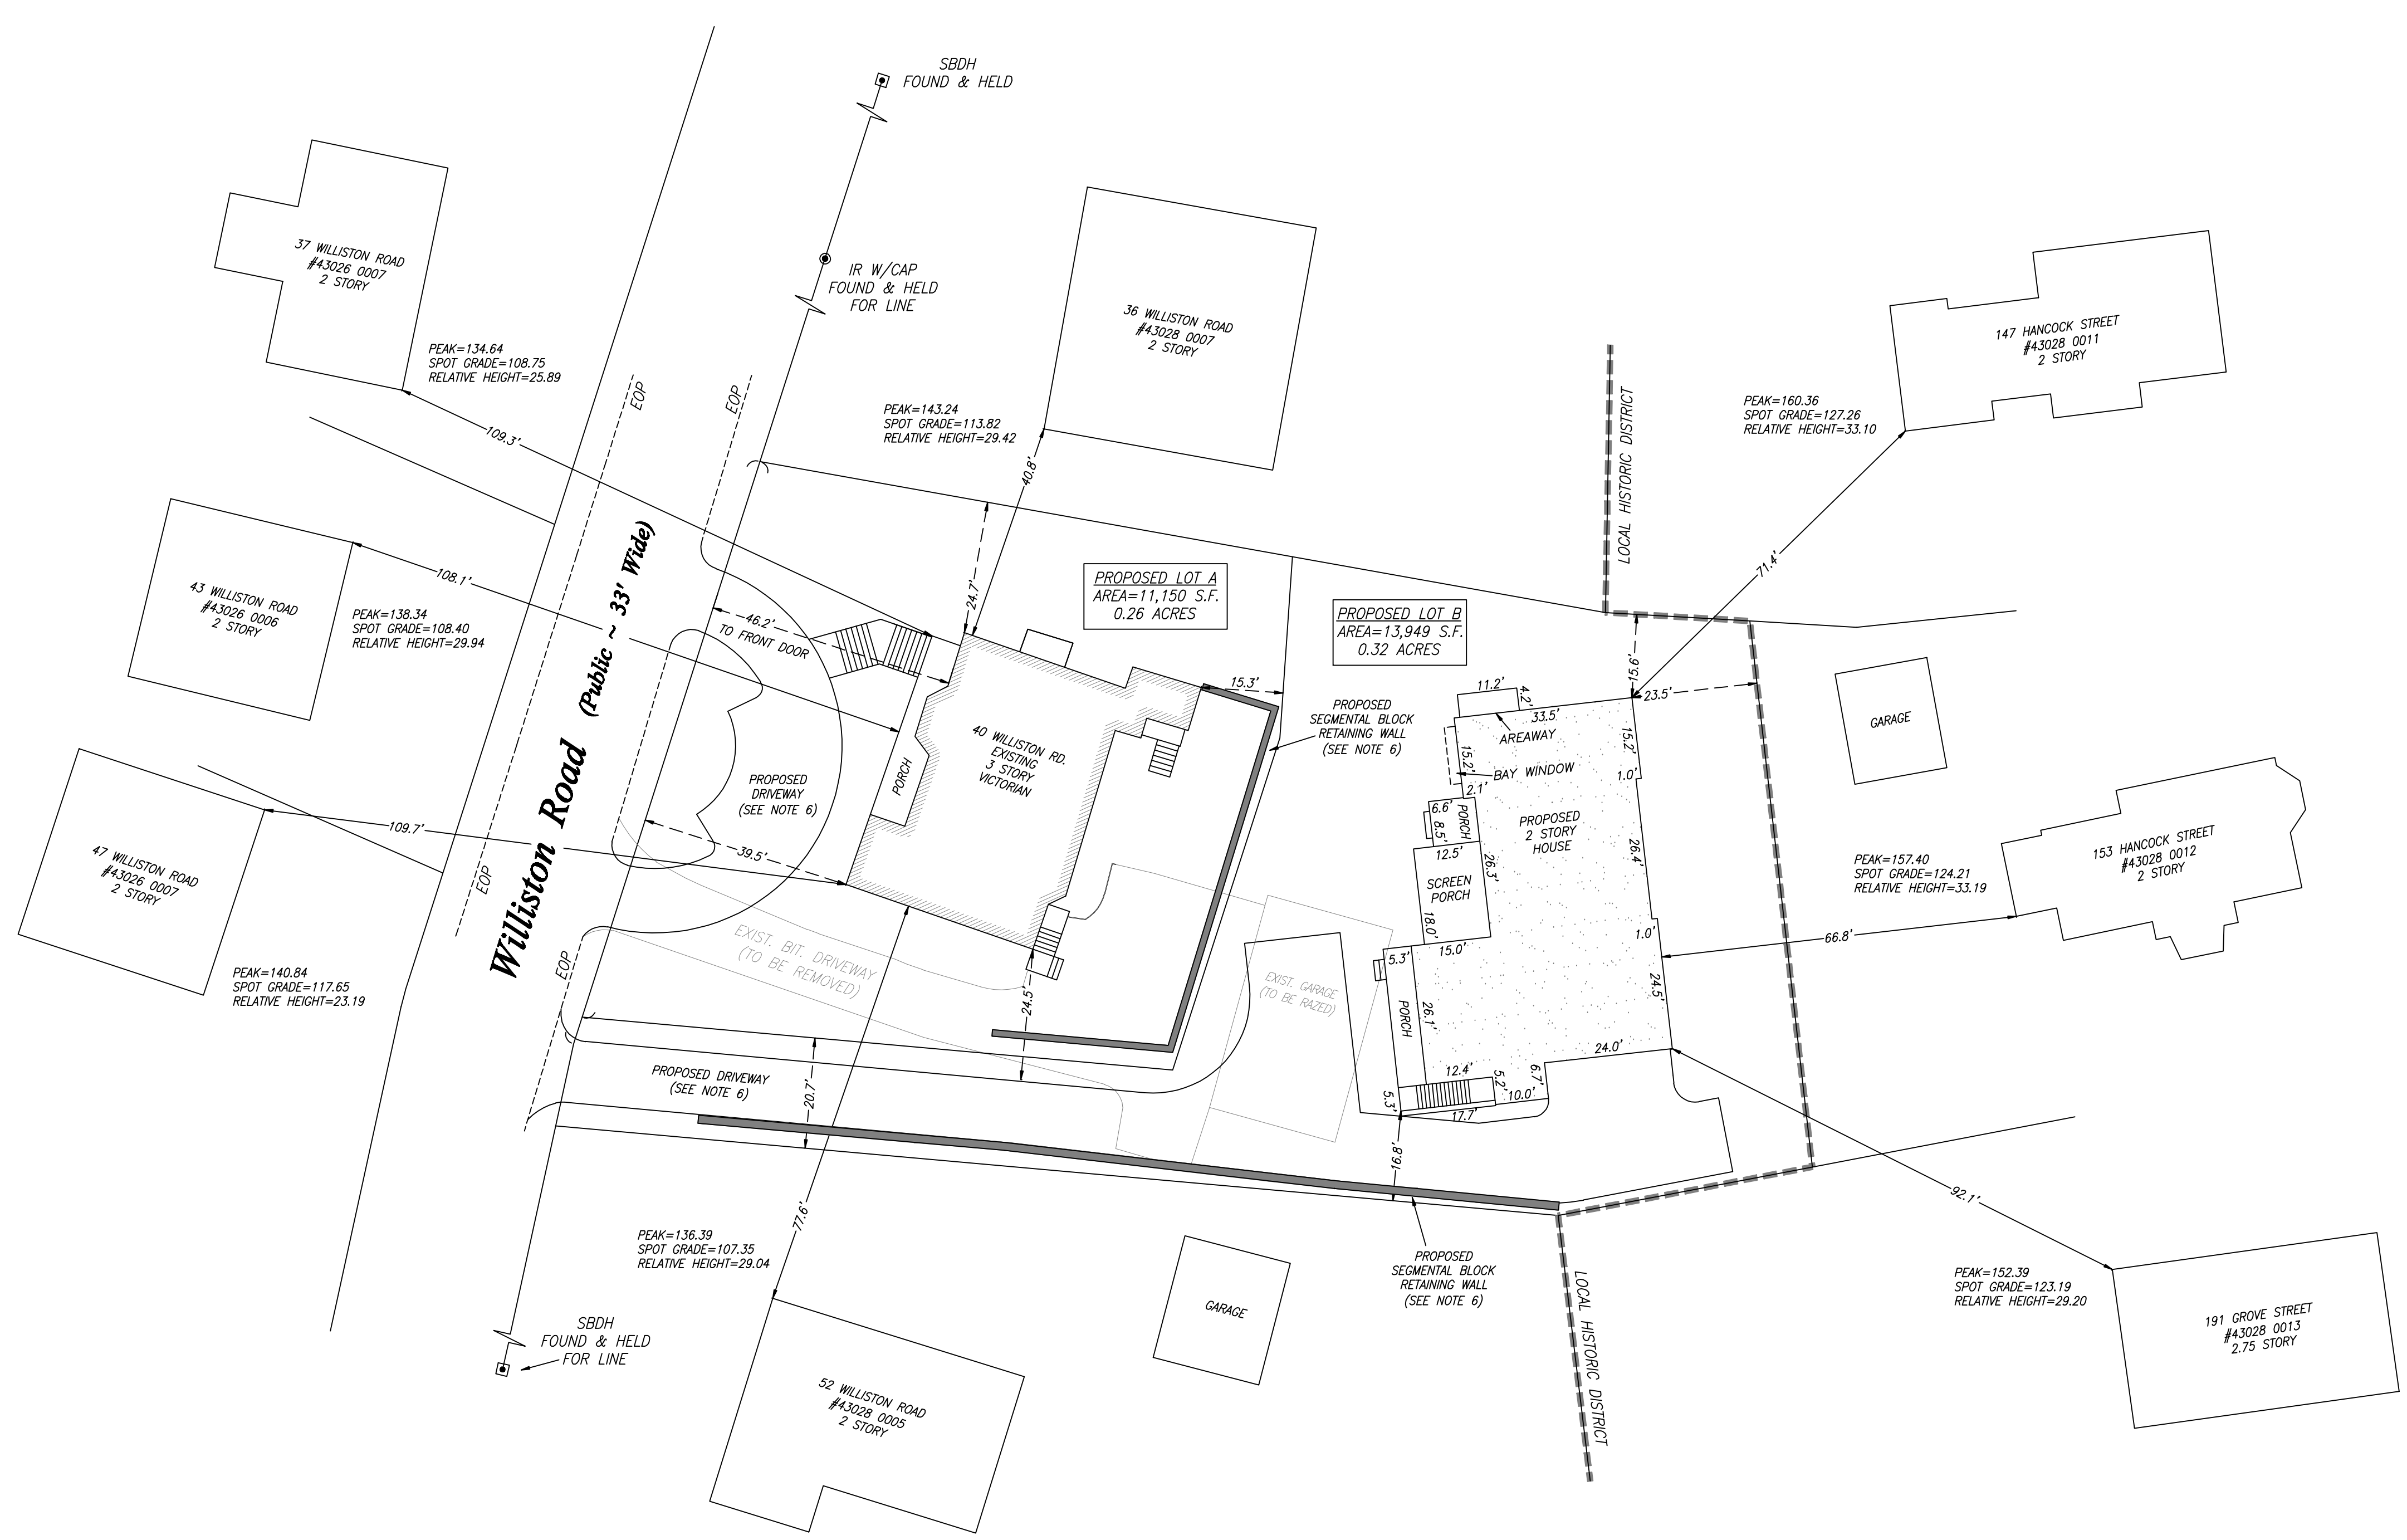 SBDH
FOUND & HELD
37 WILLISTON ROAD
#43026 0007
2 STORY
IR W/CAP
FOUND & HELD
FOR LINE
36 WILLISTON ROAD
#43028 0007
2 STORY
147 HANCOCK STREET
#43028 0011
2 STORY
PEAK=134.64
SPOT GRADE=108.75
RELATIVE HEIGHT=25.89
EOP
EOP
PEAK=143.24
SPOT GRADE=113.82
RELATIVE HEIGHT=29.42
LOCAL HISTORIC DISTRICT
PEAK=160.36
SPOT GRADE=127.26
RELATIVE HEIGHT=33.10
109.3'
40.8'
71.4'
43 WILLISTON ROAD
#43026 0006
2 STORY
108.1'
PEAK=138.34
SPOT GRADE=108.40
RELATIVE HEIGHT=29.94
Williston Road (Public ~ 33' Wide)
46.2'
TO FRONT DOOR
24.7'
PROPOSED LOT A
AREA=11,150 S.F.
0.26 ACRES
PROPOSED LOT B
AREA=13,949 S.F.
0.32 ACRES
15.6'
23.5'
15.3'
PROPOSED
SEGMENTAL BLOCK
RETAINING WALL
(SEE NOTE 6)
11.2'
4.2'
33.5'
AREAWAY
15.2'
15.2'
BAY WINDOW
1.0'
2.1'
GARAGE
40 WILLISTON RD.
EXISTING
3 STORY
VICTORIAN
PORCH
PROPOSED
DRIVEWAY
(SEE NOTE 6)
6.6'
8.5'
PORCH
PROPOSED
2 STORY
HOUSE
12.5'
26.3'
26.4'
SCREEN
PORCH
18.0'
15.0'
1.0'
109.7'
39.5'
47 WILLISTON ROAD
#43026 0007
2 STORY
PEAK=157.40
SPOT GRADE=124.21
RELATIVE HEIGHT=33.19
153 HANCOCK STREET
#43028 0012
2 STORY
66.8'
EOP
EOP
PEAK=140.84
SPOT GRADE=117.65
RELATIVE HEIGHT=23.19
EXIST. BIT. DRIVEWAY
(TO BE REMOVED)
24.5'
EXIST. GARAGE
(TO BE RAZED)
5.3'
PORCH
26.1'
24.5'
24.0'
12.4'
5.2'
6.7'
10.0'
5.3'
17.7'
PROPOSED DRIVEWAY
(SEE NOTE 6)
20.7'
16.8'
77.6'
92.1'
PEAK=136.39
SPOT GRADE=107.35
RELATIVE HEIGHT=29.04
PROPOSED
SEGMENTAL BLOCK
RETAINING WALL
(SEE NOTE 6)
GARAGE
LOCAL HISTORIC DISTRICT
PEAK=152.39
SPOT GRADE=123.19
RELATIVE HEIGHT=29.20
191 GROVE STREET
#43028 0013
2.75 STORY
SBDH
FOUND & HELD
FOR LINE
52 WILLISTON ROAD
#43028 0005
2 STORY